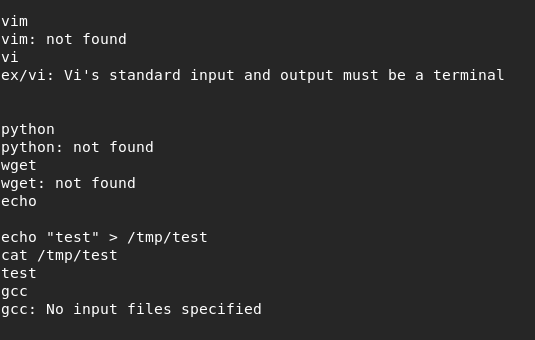 vim
vim: not found
vi
ex/vi: Vi's standard input and output must be a terminal
python
python: not found
wget
wget: not found
echo
echo "test" > /tmp/test
cat /tmp/test
test
gcc
gcc: No input files specified